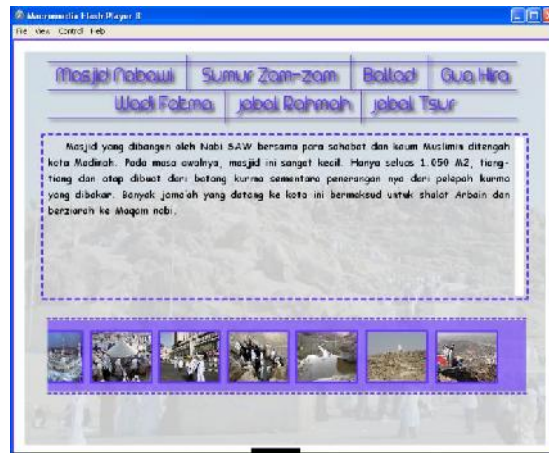 Macromedia Flash Player 8
File View Control Help
Masjid Nabawi Sumur Zam-zam Ballad Gua Hira
Wadi Fatma jabal Rahmah jabal Tsur
Masjid yang dibangun oleh Nabi SAW bersama para sahabat dan kaum Muslimin ditengah
kota Madinah. Pada masa awalnya, masjid ini sangat kecil. Hanya seluas 1.050 M2, tiang-
tiang dan atap dibuat dari batang kurma sementara penerangan nya dari pelepah kurma
yang dibakar. Banyak jama'ah yang datang ke kota ini bermaksud untuk shalat Arbain dan
berziarah ke Maqam nabi.